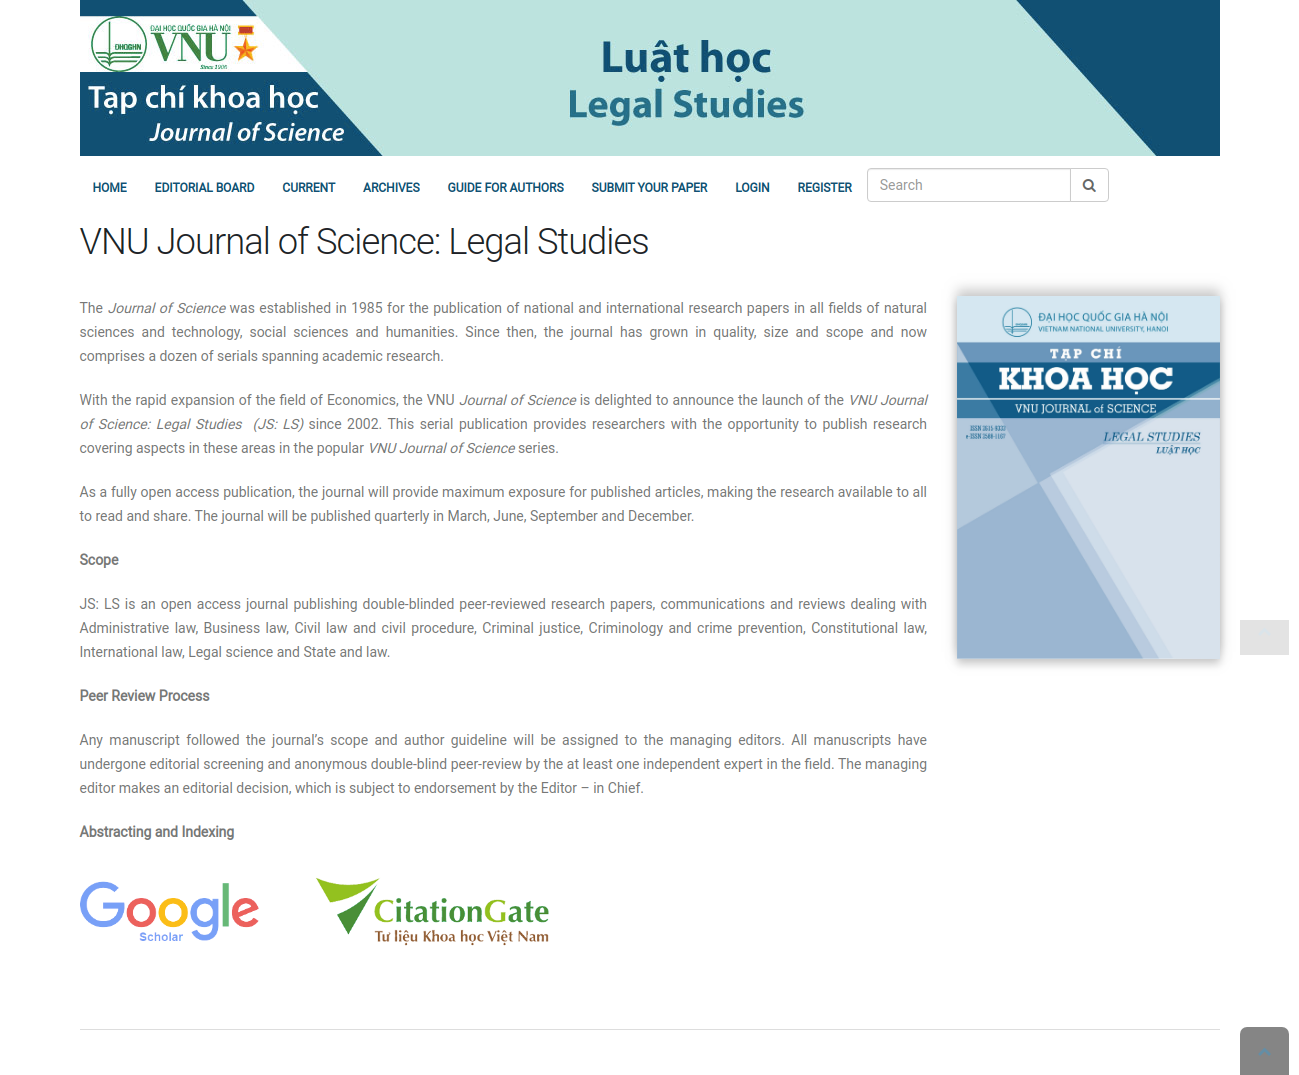 ĐẠI HỌC QUỐC GIA HÀ NỘI
ĐHQGHN
VNU
Since 1906
Tạp chí khoa học
Journal of Science
Luật học
Legal Studies
HOME EDITORIAL BOARD CURRENT ARCHIVES GUIDE FOR AUTHORS SUBMIT YOUR PAPER LOGIN REGISTER Search
VNU Journal of Science: Legal Studies
The Journal of Science was established in 1985 for the publication of national and international research papers in all fields of natural
sciences and technology, social sciences and humanities. Since then, the journal has grown in quality, size and scope and now
comprises a dozen of serials spanning academic research.
With the rapid expansion of the field of Economics, the VNU Journal of Science is delighted to announce the launch of the VNU Journal
of Science: Legal Studies (JS: LS) since 2002. This serial publication provides researchers with the opportunity to publish research
covering aspects in these areas in the popular VNU Journal of Science series.
As a fully open access publication, the journal will provide maximum exposure for published articles, making the research available to all
to read and share. The journal will be published quarterly in March, June, September and December.
Scope
JS: LS is an open access journal publishing double-blinded peer-reviewed research papers, communications and reviews dealing with
Administrative law, Business law, Civil law and civil procedure, Criminal justice, Criminology and crime prevention, Constitutional law,
International law, Legal science and State and law.
Peer Review Process
Any manuscript followed the journal’s scope and author guideline will be assigned to the managing editors. All manuscripts have
undergone editorial screening and anonymous double-blind peer-review by the at least one independent expert in the field. The managing
editor makes an editorial decision, which is subject to endorsement by the Editor – in Chief.
Abstracting and Indexing
Google
Scholar
CitationGate
Tư liệu Khoa học Việt Nam
ĐẠI HỌC QUỐC GIA HÀ NỘI
VIETNAM NATIONAL UNIVERSITY, HANOI
TẠP CHÍ
KHOA HỌC
VNU JOURNAL of SCIENCE
LEGAL STUDIES
LUẬT HỌC